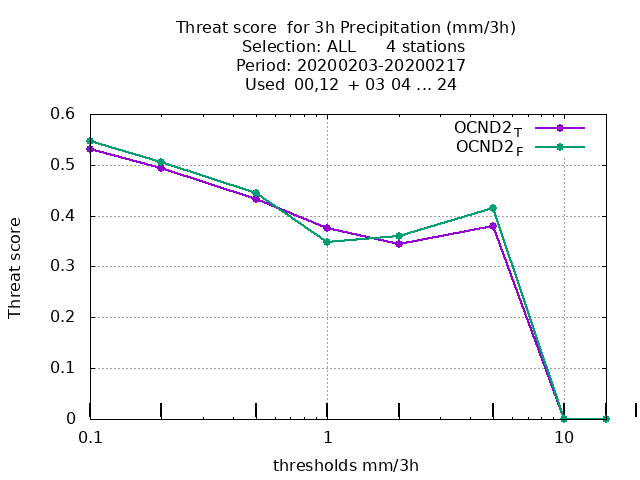 Threat score  for 3h Precipitation (mm/3h)
Selection: ALL      4 stations
Period: 20200203-20200217
Used  00,12  + 03 04 ... 24
OCND2T
OCND2F
Threat score
0.6
0.5
0.4
0.3
0.2
0.1
0
0.1 1 10
thresholds mm/3h